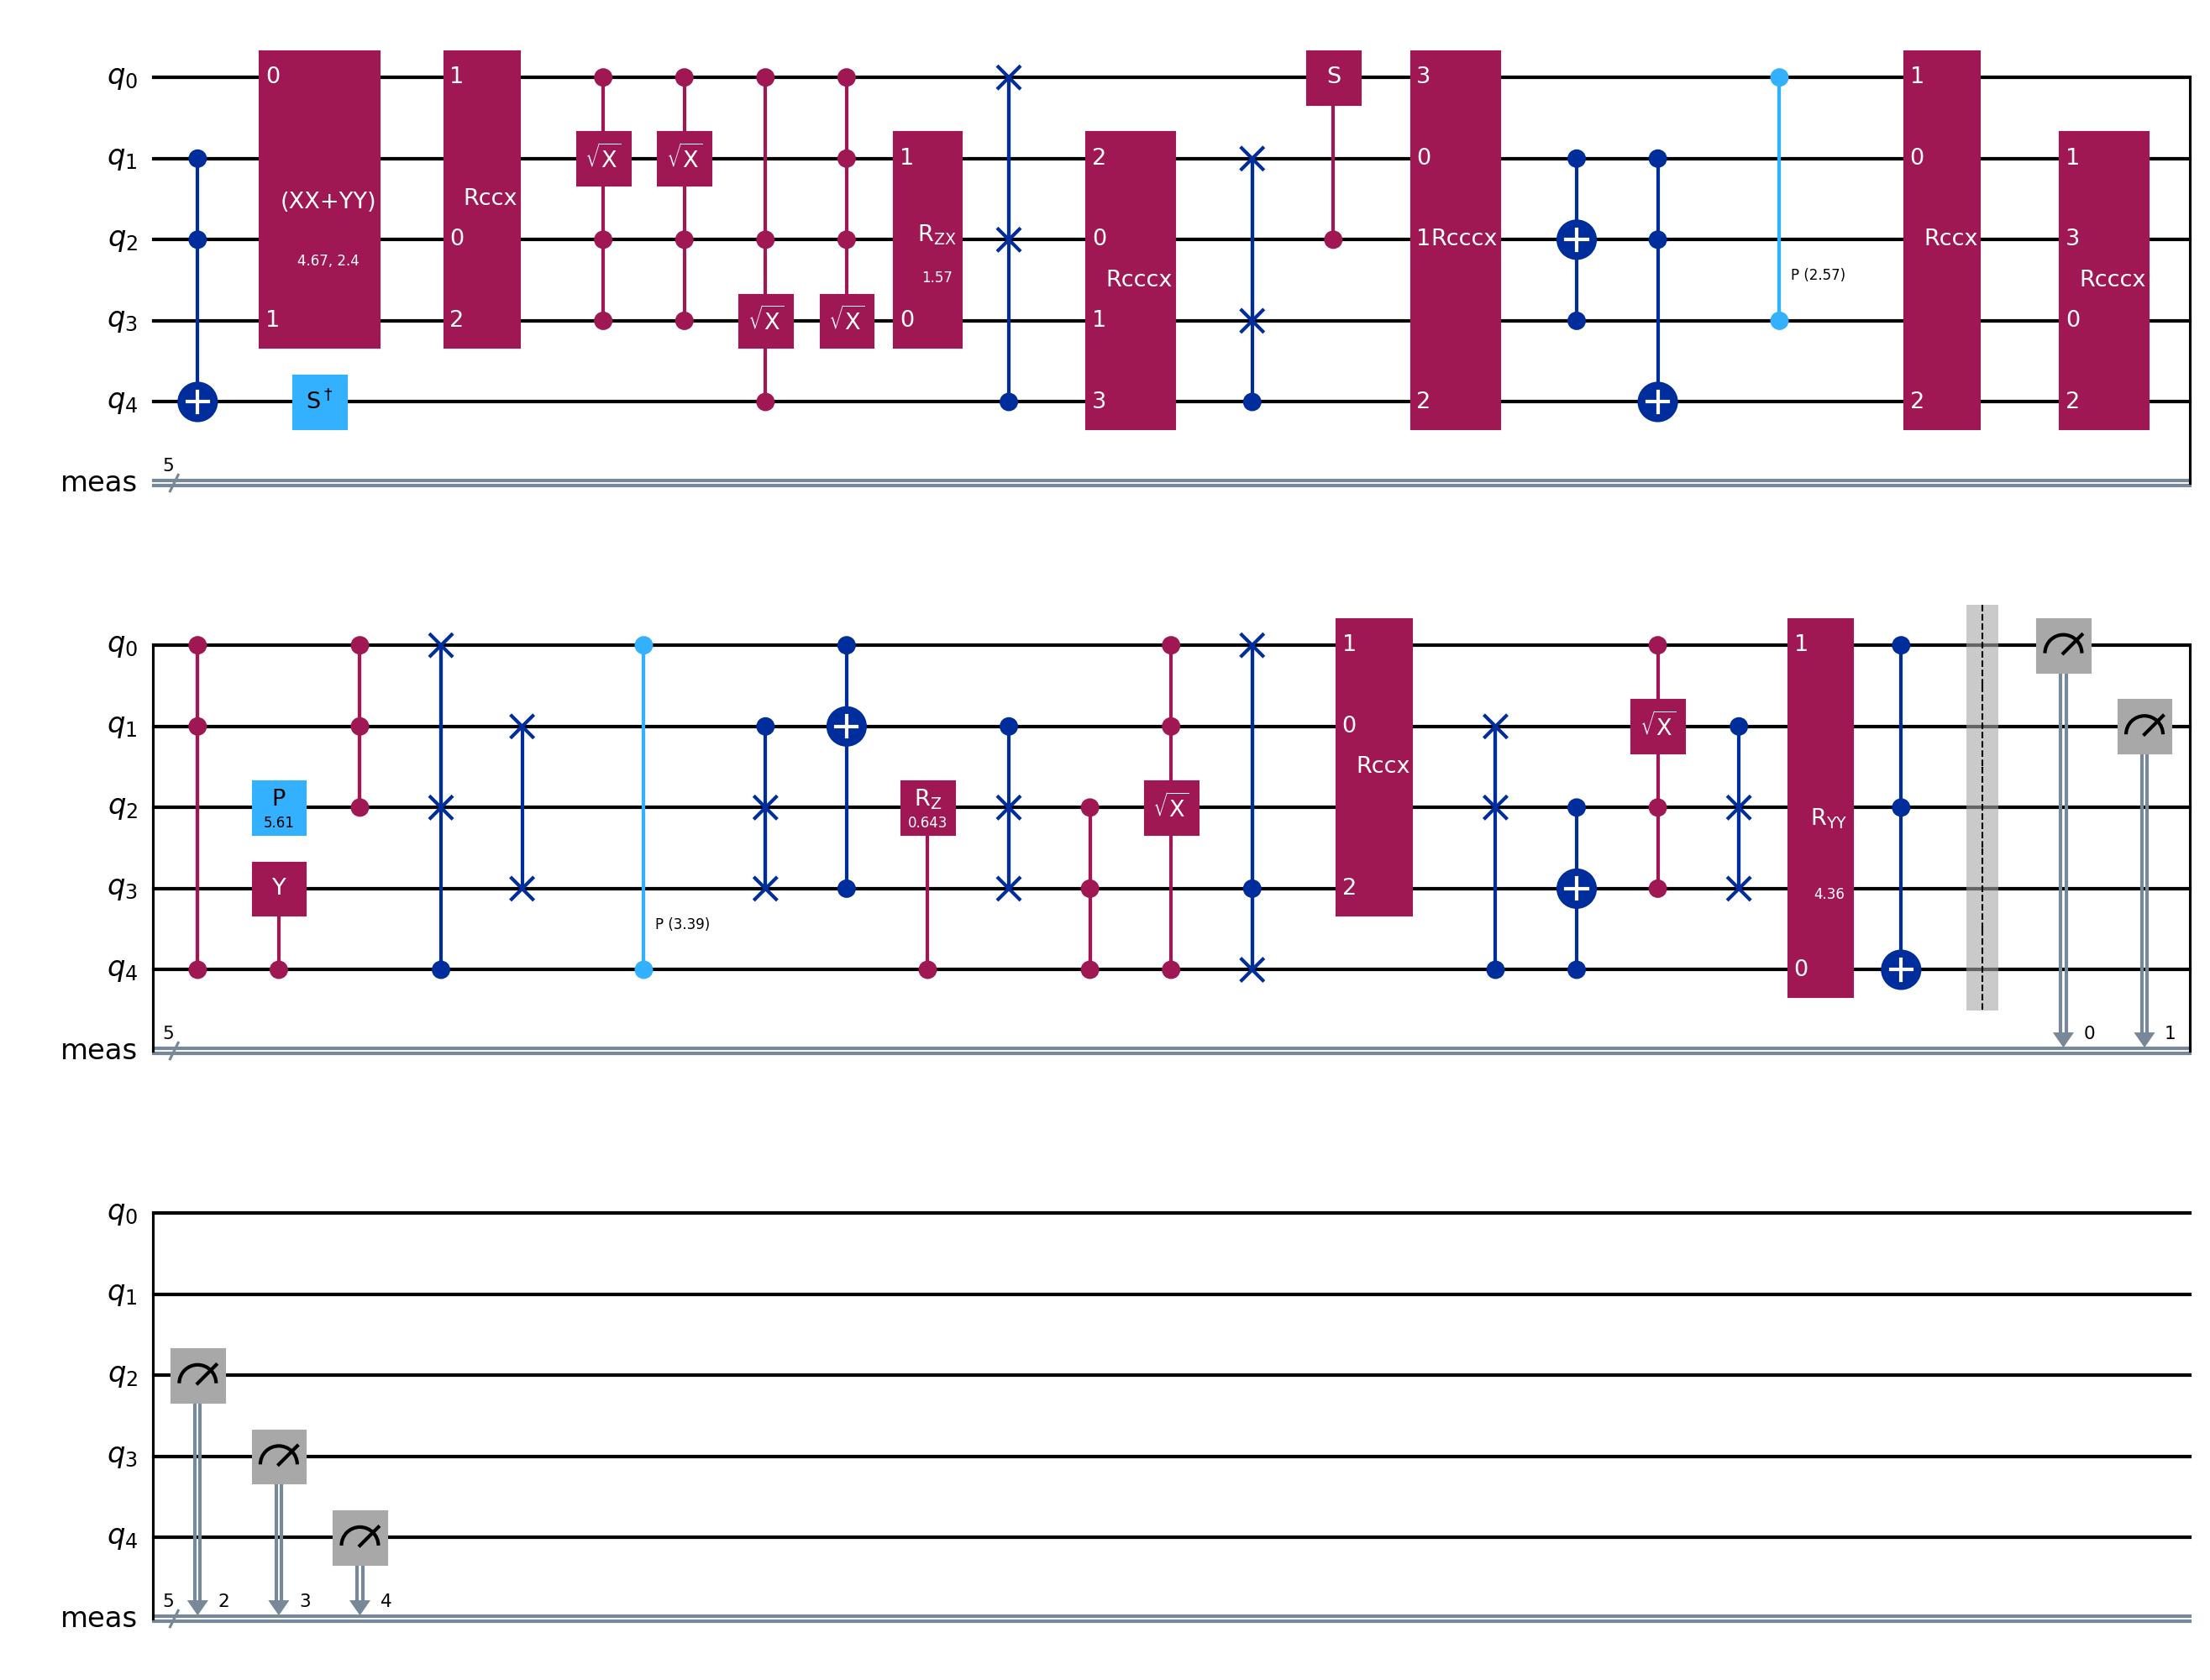 q0 0 1 S 3 1
q1 √X √X 1 2 0 0 1
(XX+YY) Rccx
q2 0 RZX 0 1Rcccx Rccx 3
4.67, 2.4 1.57 Rcccx P (2.57) Rcccx
q3 1 2 √X √X 0 1 0
q4 S† 3 2 2 2
5
meas
q0 1 1
q1 0 √X
Rccx
q2 P RZ √X RYY
5.61 0.643
q3 Y 2 4.36
P (3.39)
q4 0
5 0 1
meas
q0
q1
q2
q3
q4
5 2 3 4
meas